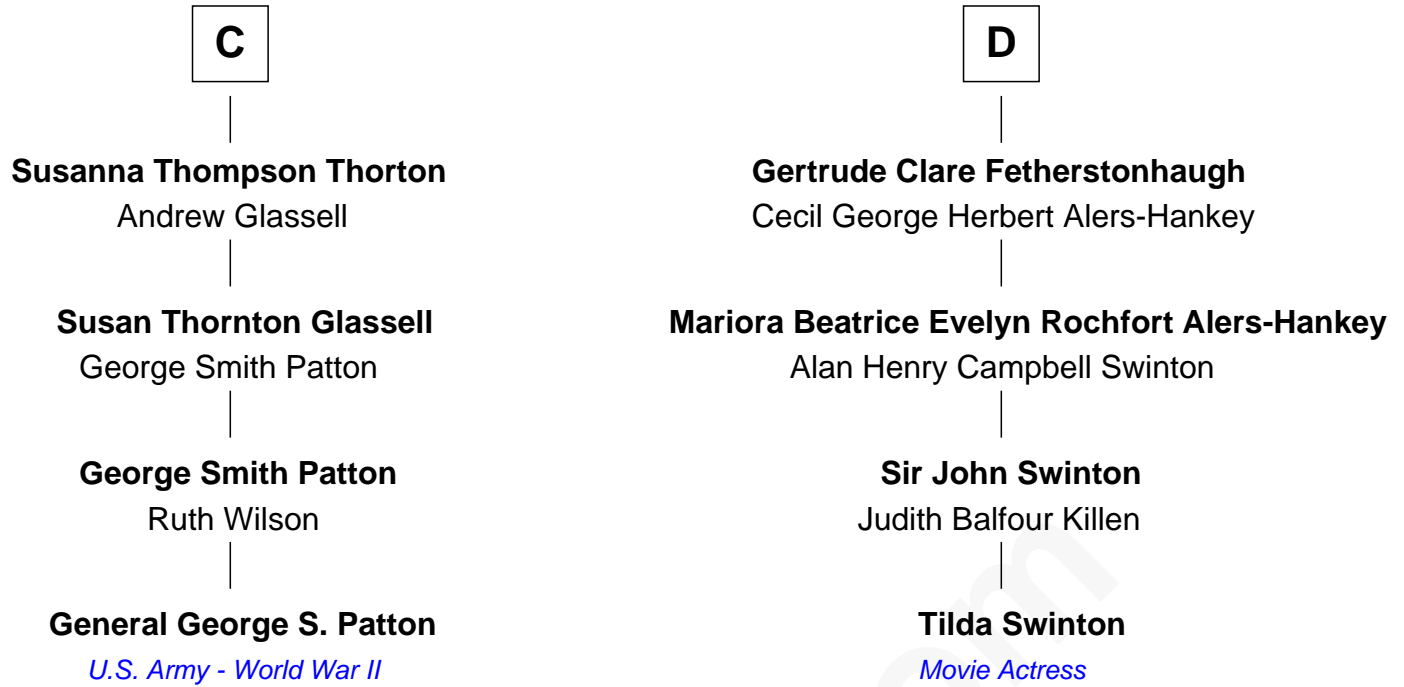 C
Susanna Thompson Thorton
Andrew Glassell
Susan Thornton Glassell
George Smith Patton
George Smith Patton
Ruth Wilson
General George S. Patton
U.S. Army - World War II
D
Gertrude Clare Fetherstonhaugh
Cecil George Herbert Alers-Hankey
Mariora Beatrice Evelyn Rochfort Alers-Hankey
Alan Henry Campbell Swinton
Sir John Swinton
Judith Balfour Killen
Tilda Swinton
Movie Actress